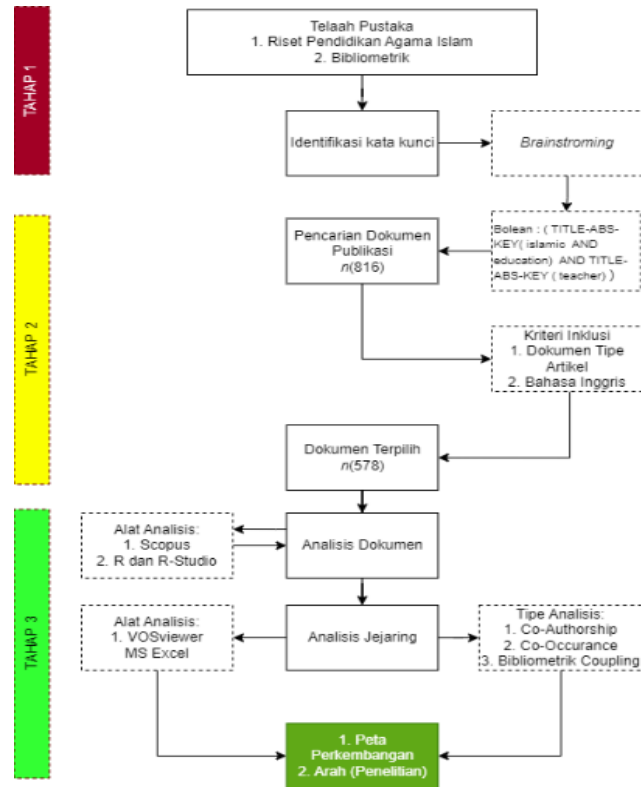 TAHAP 1
Telaah Pustaka
1. Riset Pendidikan Agama Islam
2. Bibliometrik
Identifikasi kata kunci
Brainstroming
TAHAP 2
Pencarian Dokumen
Publikasi
n(816)
Bolean : ( TITLE-ABS-
KEY( islamic AND
education) AND TITLE-
ABS-KEY ( teacher) )
Kriteri Inklusi
1. Dokumen Tipe
Artikel
2. Bahasa Inggris
Dokumen Terpilih
n(578)
TAHAP 3
Alat Analisis:
1. Scopus
2. R dan R-Studio
Analisis Dokumen
Alat Analisis:
1. VOSviewer
MS Excel
Analisis Jejaring
Tipe Analisis:
1. Co-Authorship
2. Co-Occurance
3. Bibliometrik Coupling
1. Peta
Perkembangan
2. Arah (Penelitian)